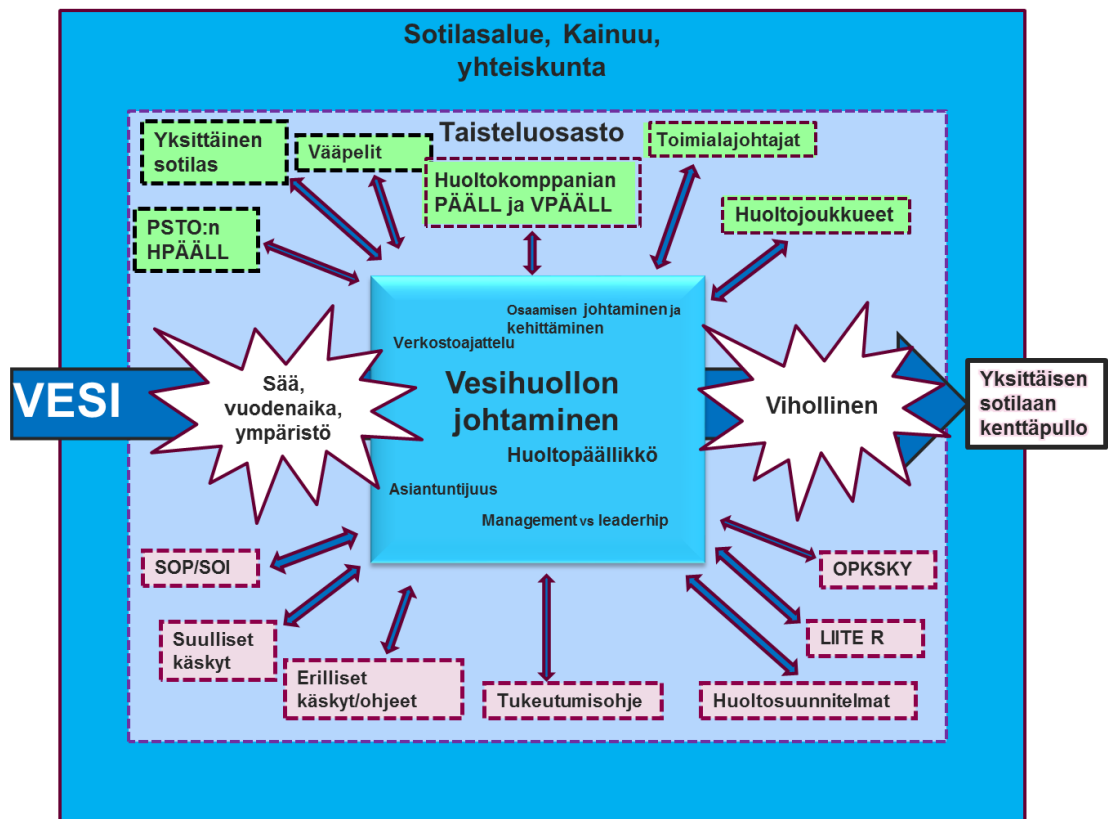 Sotilasalue, Kainuu,
yhteiskunta
Taisteluosasto
Yksittäinen
sotilas
Vääpelit
Huoltokomppanian
PÄÄLL ja VPÄÄLL
Toimialajohtajat
PSTO:n
HPÄÄLL
Huoltojoukkueet
VESI
Sää,
vuodenaika,
ympäristö
Osaamisen johtaminen ja
kehittäminen
Verkostoajattelu
Vesihuollon
johtaminen
Huoltopäällikkö
Asiantuntijuus
Management vs leaderhip
Vihollinen
Yksittäisen
sotilaan
kenttäpullo
SOP/SOI
OPKSKY
Suulliset
käskyt
LIITE R
Erilliset
käskyt/ohjeet
Tukeutumisohje
Huoltosuunnitelmat